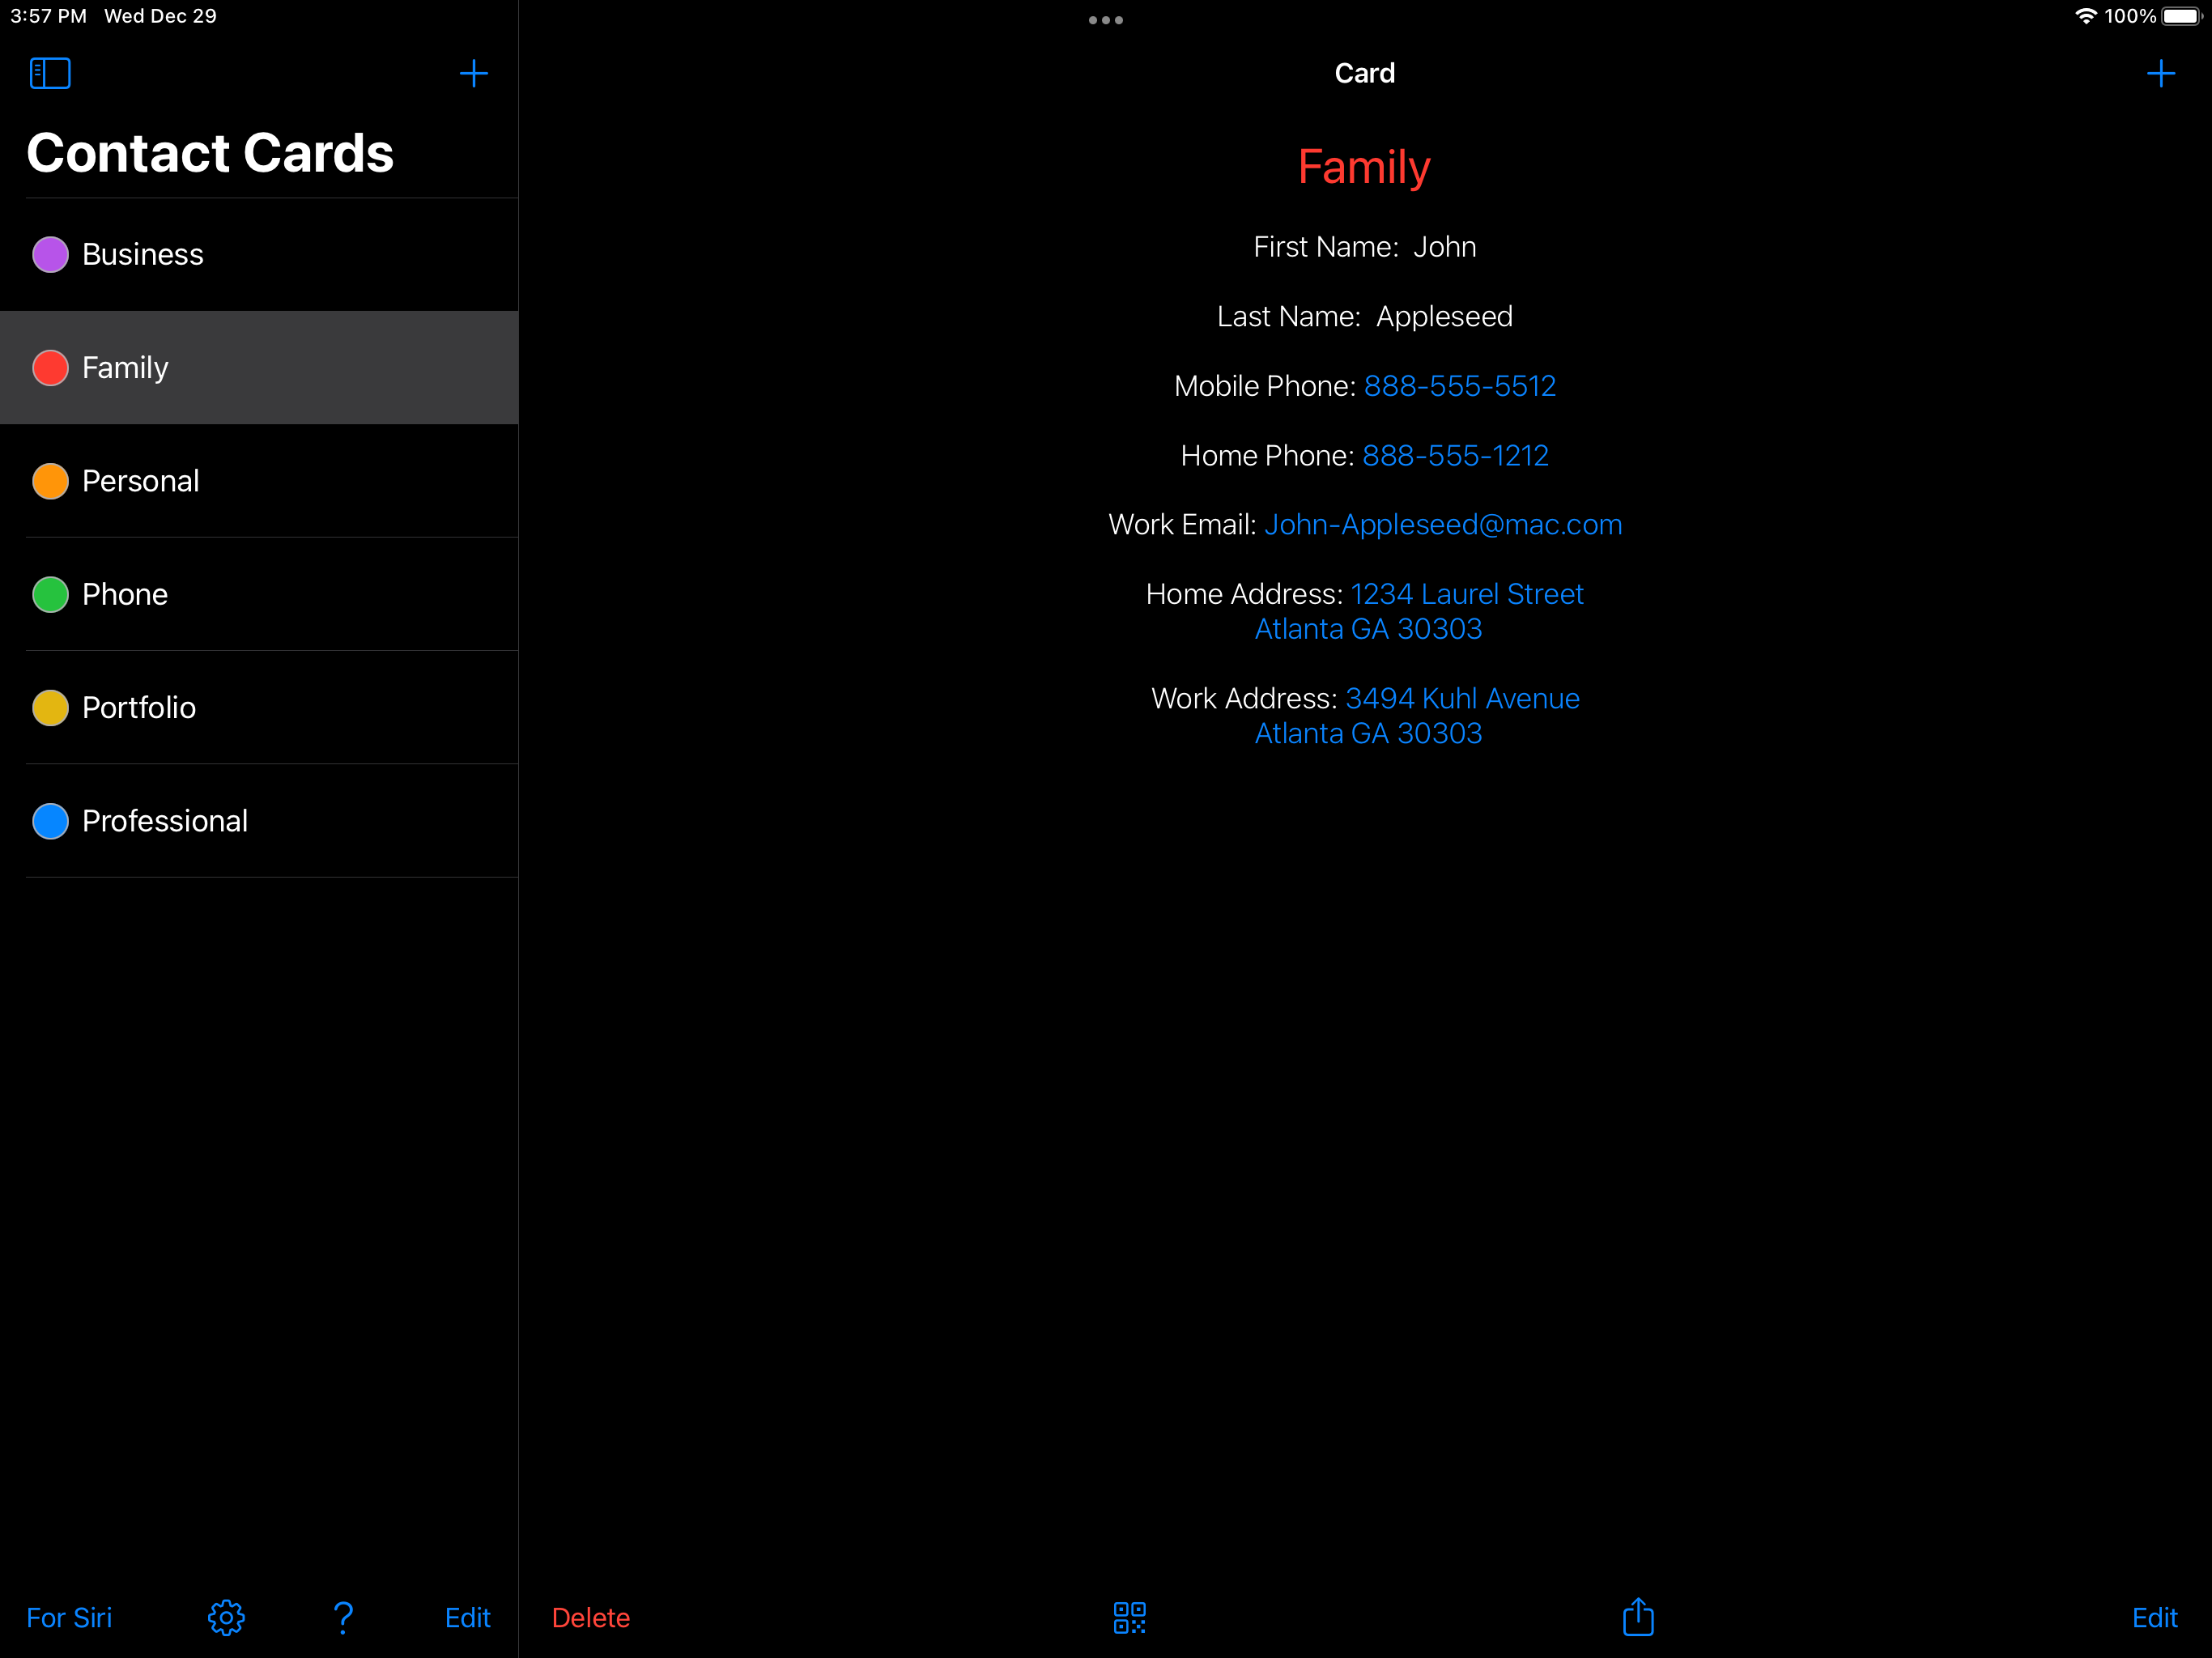 3:57 PM Wed Dec 29
100%
Contact Cards
Business
Family
Personal
Phone
Portfolio
Professional
For Siri
?
Edit
Card
Family
First Name: John
Last Name: Appleseed
Mobile Phone: 888-555-5512
Home Phone: 888-555-1212
Work Email: John-Appleseed@mac.com
Home Address: 1234 Laurel Street
Atlanta GA 30303
Work Address: 3494 Kuhl Avenue
Atlanta GA 30303
Delete
Edit